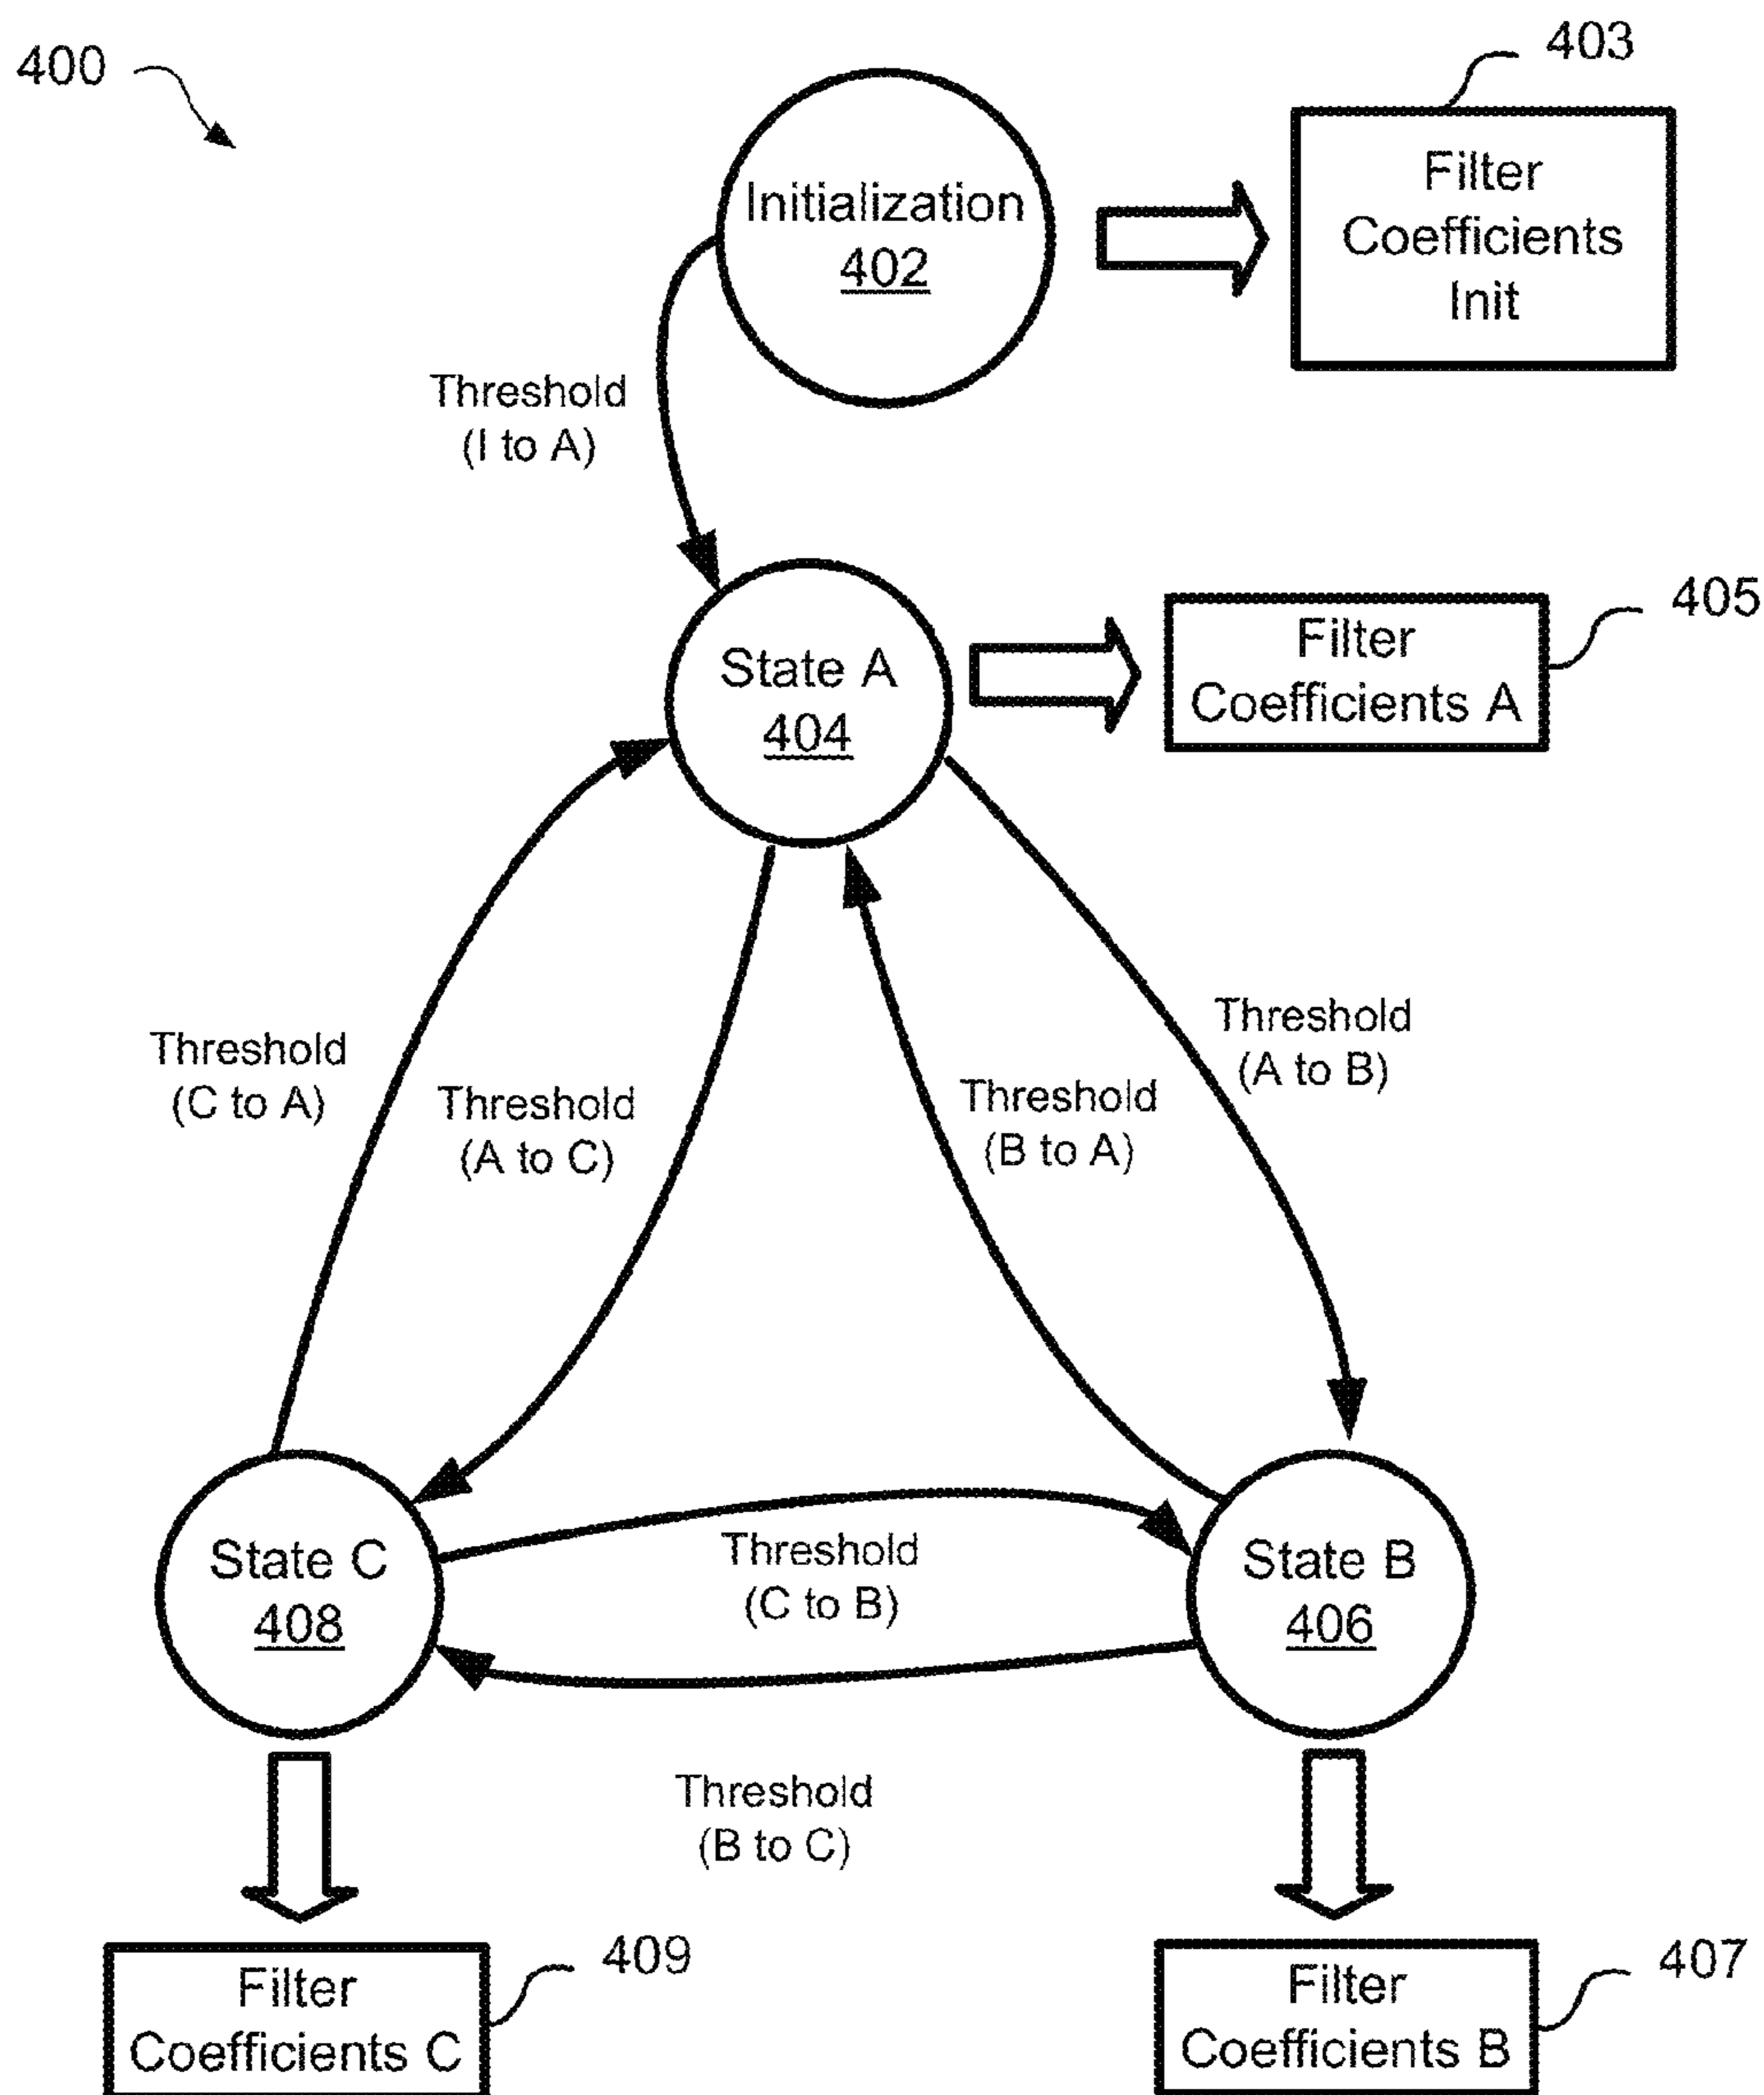 400
403
Initialization
402
Filter
Coefficients
Init
Threshold
(I to A)
State A
404
405
Filter
Coefficients A
Threshold
(C to A)
Threshold
(A to C)
Threshold
(B to A)
Threshold
(A to B)
State C
408
Threshold
(C to B)
State B
406
Threshold
(B to C)
409
Filter
Coefficients C
407
Filter
Coefficients B